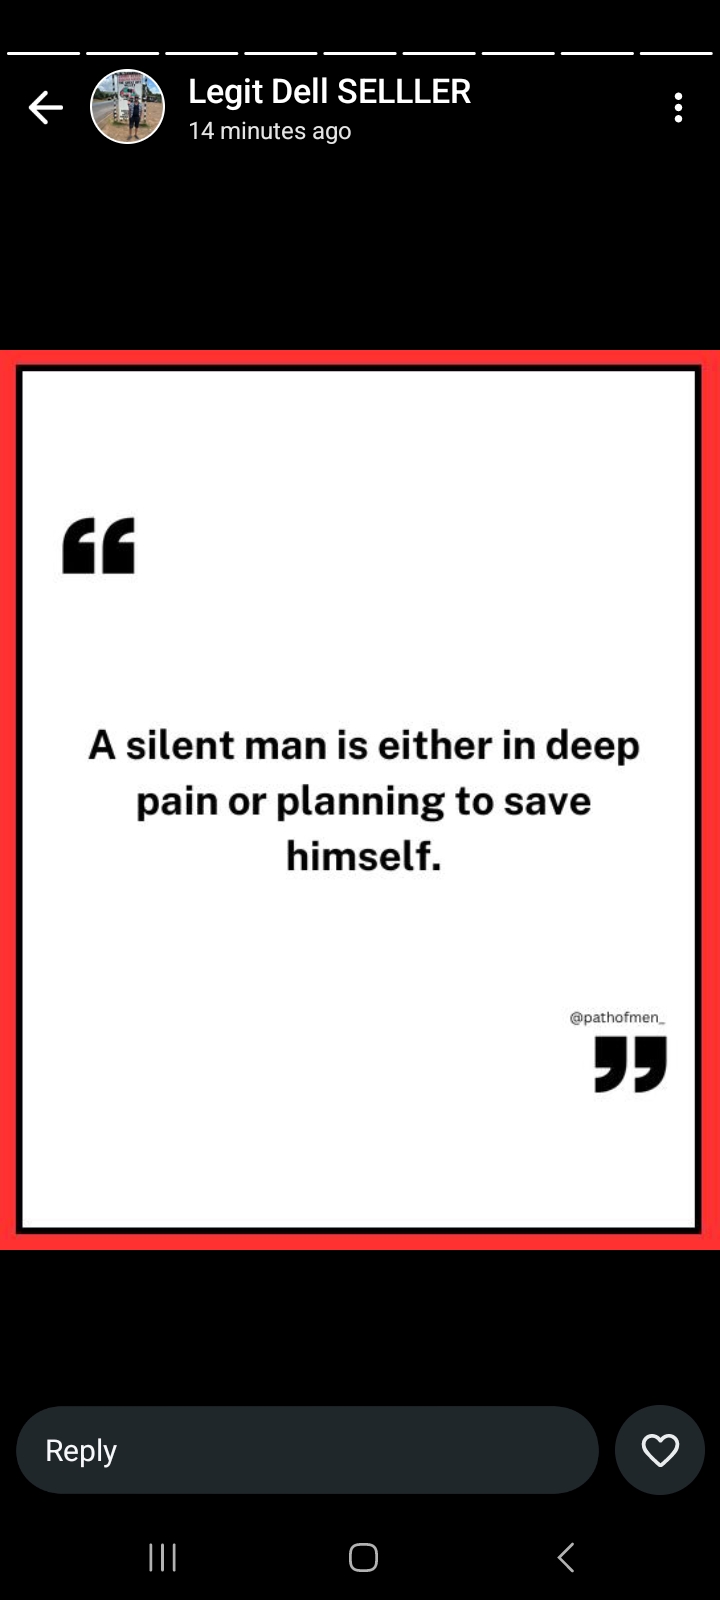 Legit Dell SELLLER
14 minutes ago
“
A silent man is either in deep
pain or planning to save
himself.
@pathofmen_
”
Reply